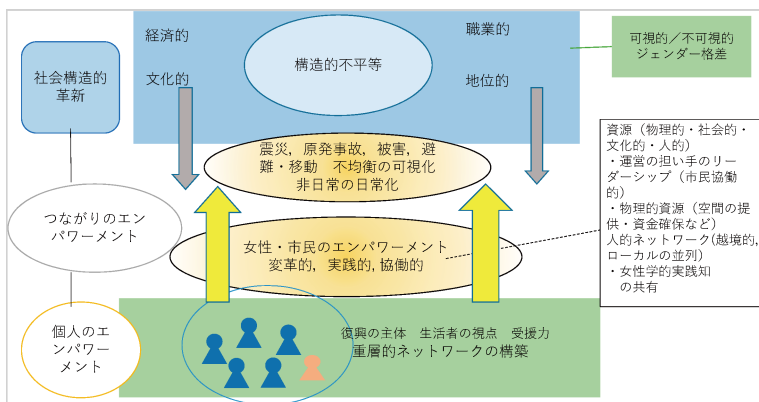 経済的
職業的
構造的不平等
文化的
地位的
可視的／不可視的
ジェンダー格差
社会構造的
革新
震災，原発事故，被害，避
難・移動　不均衡の可視化
非日常の日常化
資源（物理的・社会的・
文化的・人的）
・運営の担い手のリー
ダーシップ（市民協働
的）
・物理的資源（空間の提
供・資金確保など）
人的ネットワーク(越境的,
ローカルの並列）
・女性学的実践知
の共有
つながりのエン
パワーメント
女性・市民のエンパワーメント
変革的，実践的，協働的
個人のエ
ンパワー
メント
復興の主体　生活者の視点　受援力
重層的ネットワークの構築